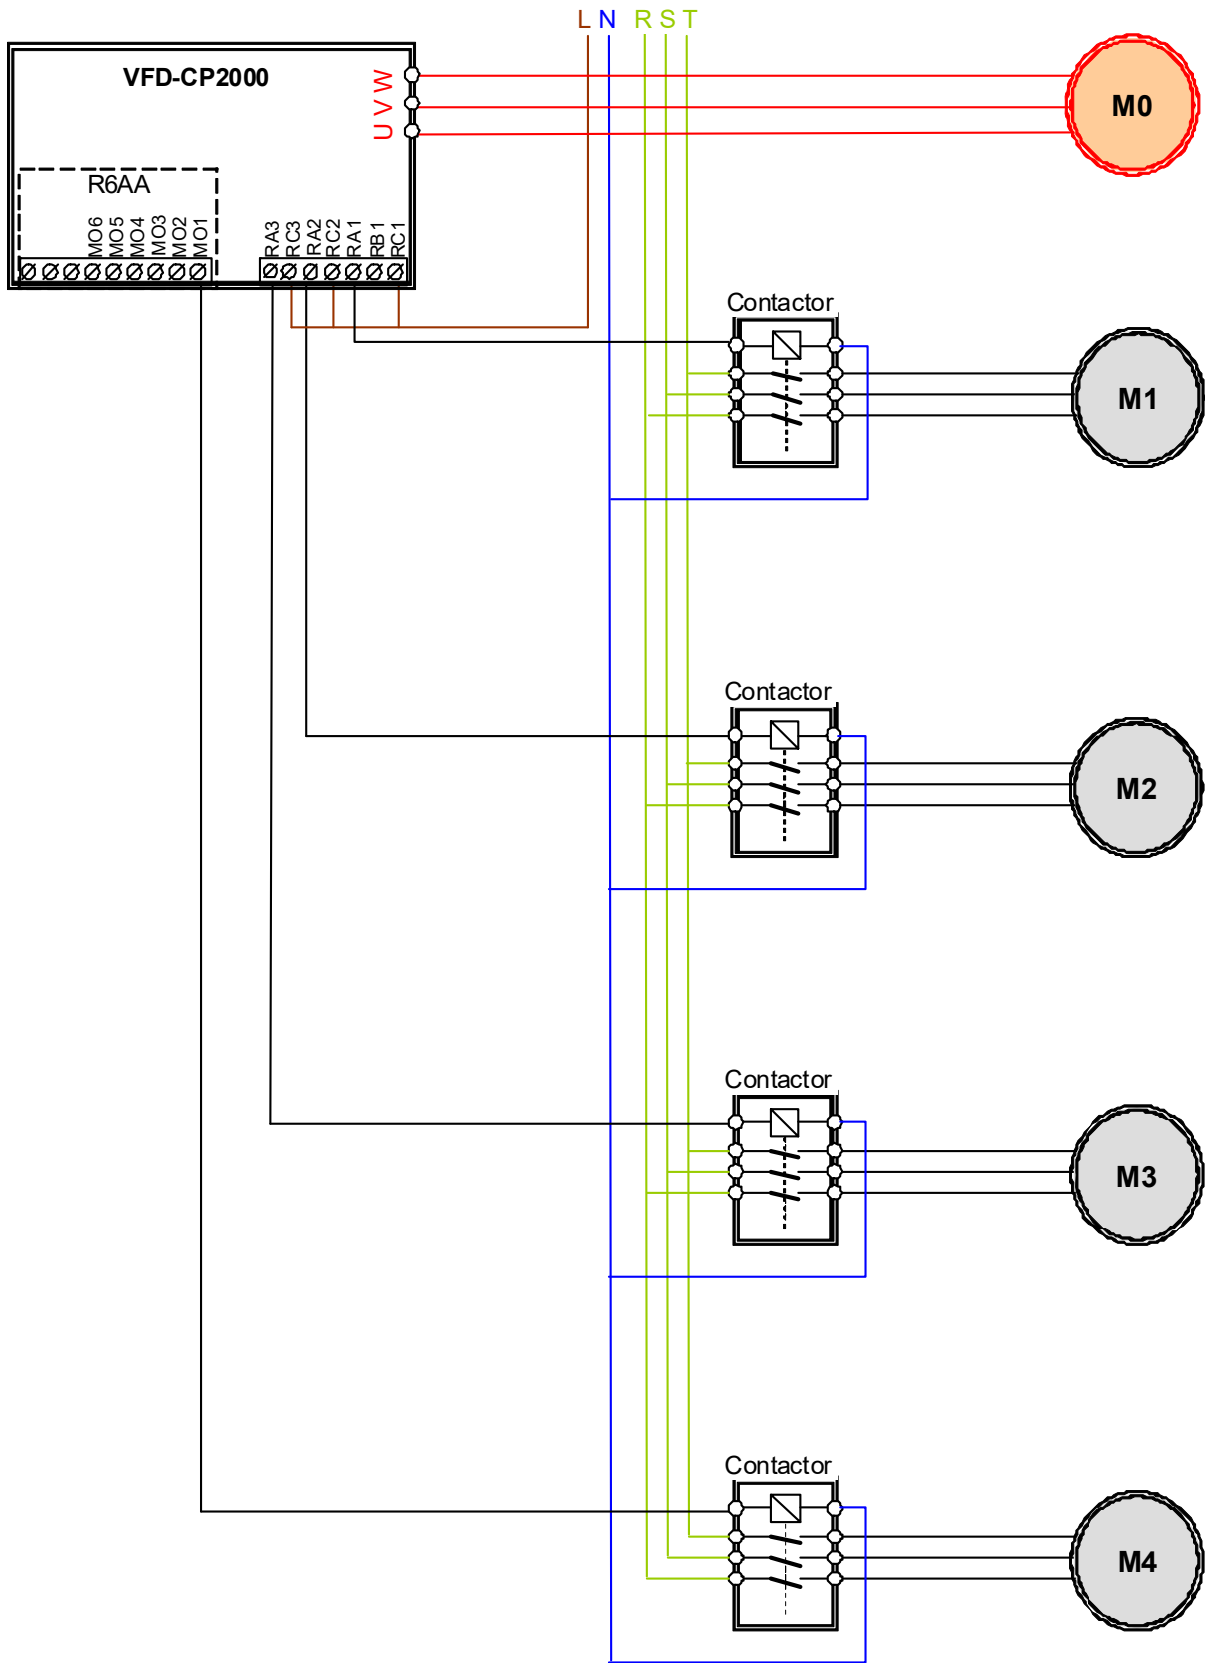 L N R S T
VFD-CP2000
U V W
M0
R6AA
MO6
MO5
MO4
MO3
MO2
MO1
RA3
RC3
RA2
RC2
RA1
RB1
RC1
Contactor
M1
Contactor
M2
Contactor
M3
Contactor
M4